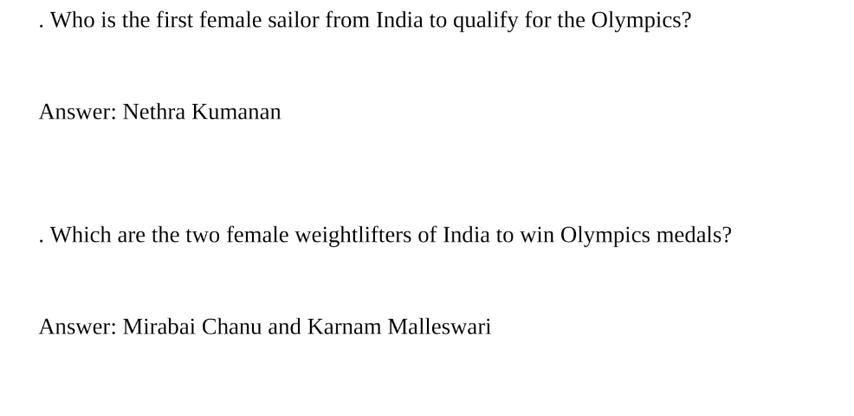 . Who is the first female sailor from India to qualify for the Olympics?
Answer: Nethra Kumanan
. Which are the two female weightlifters of India to win Olympics medals?
Answer: Mirabai Chanu and Karnam Malleswari